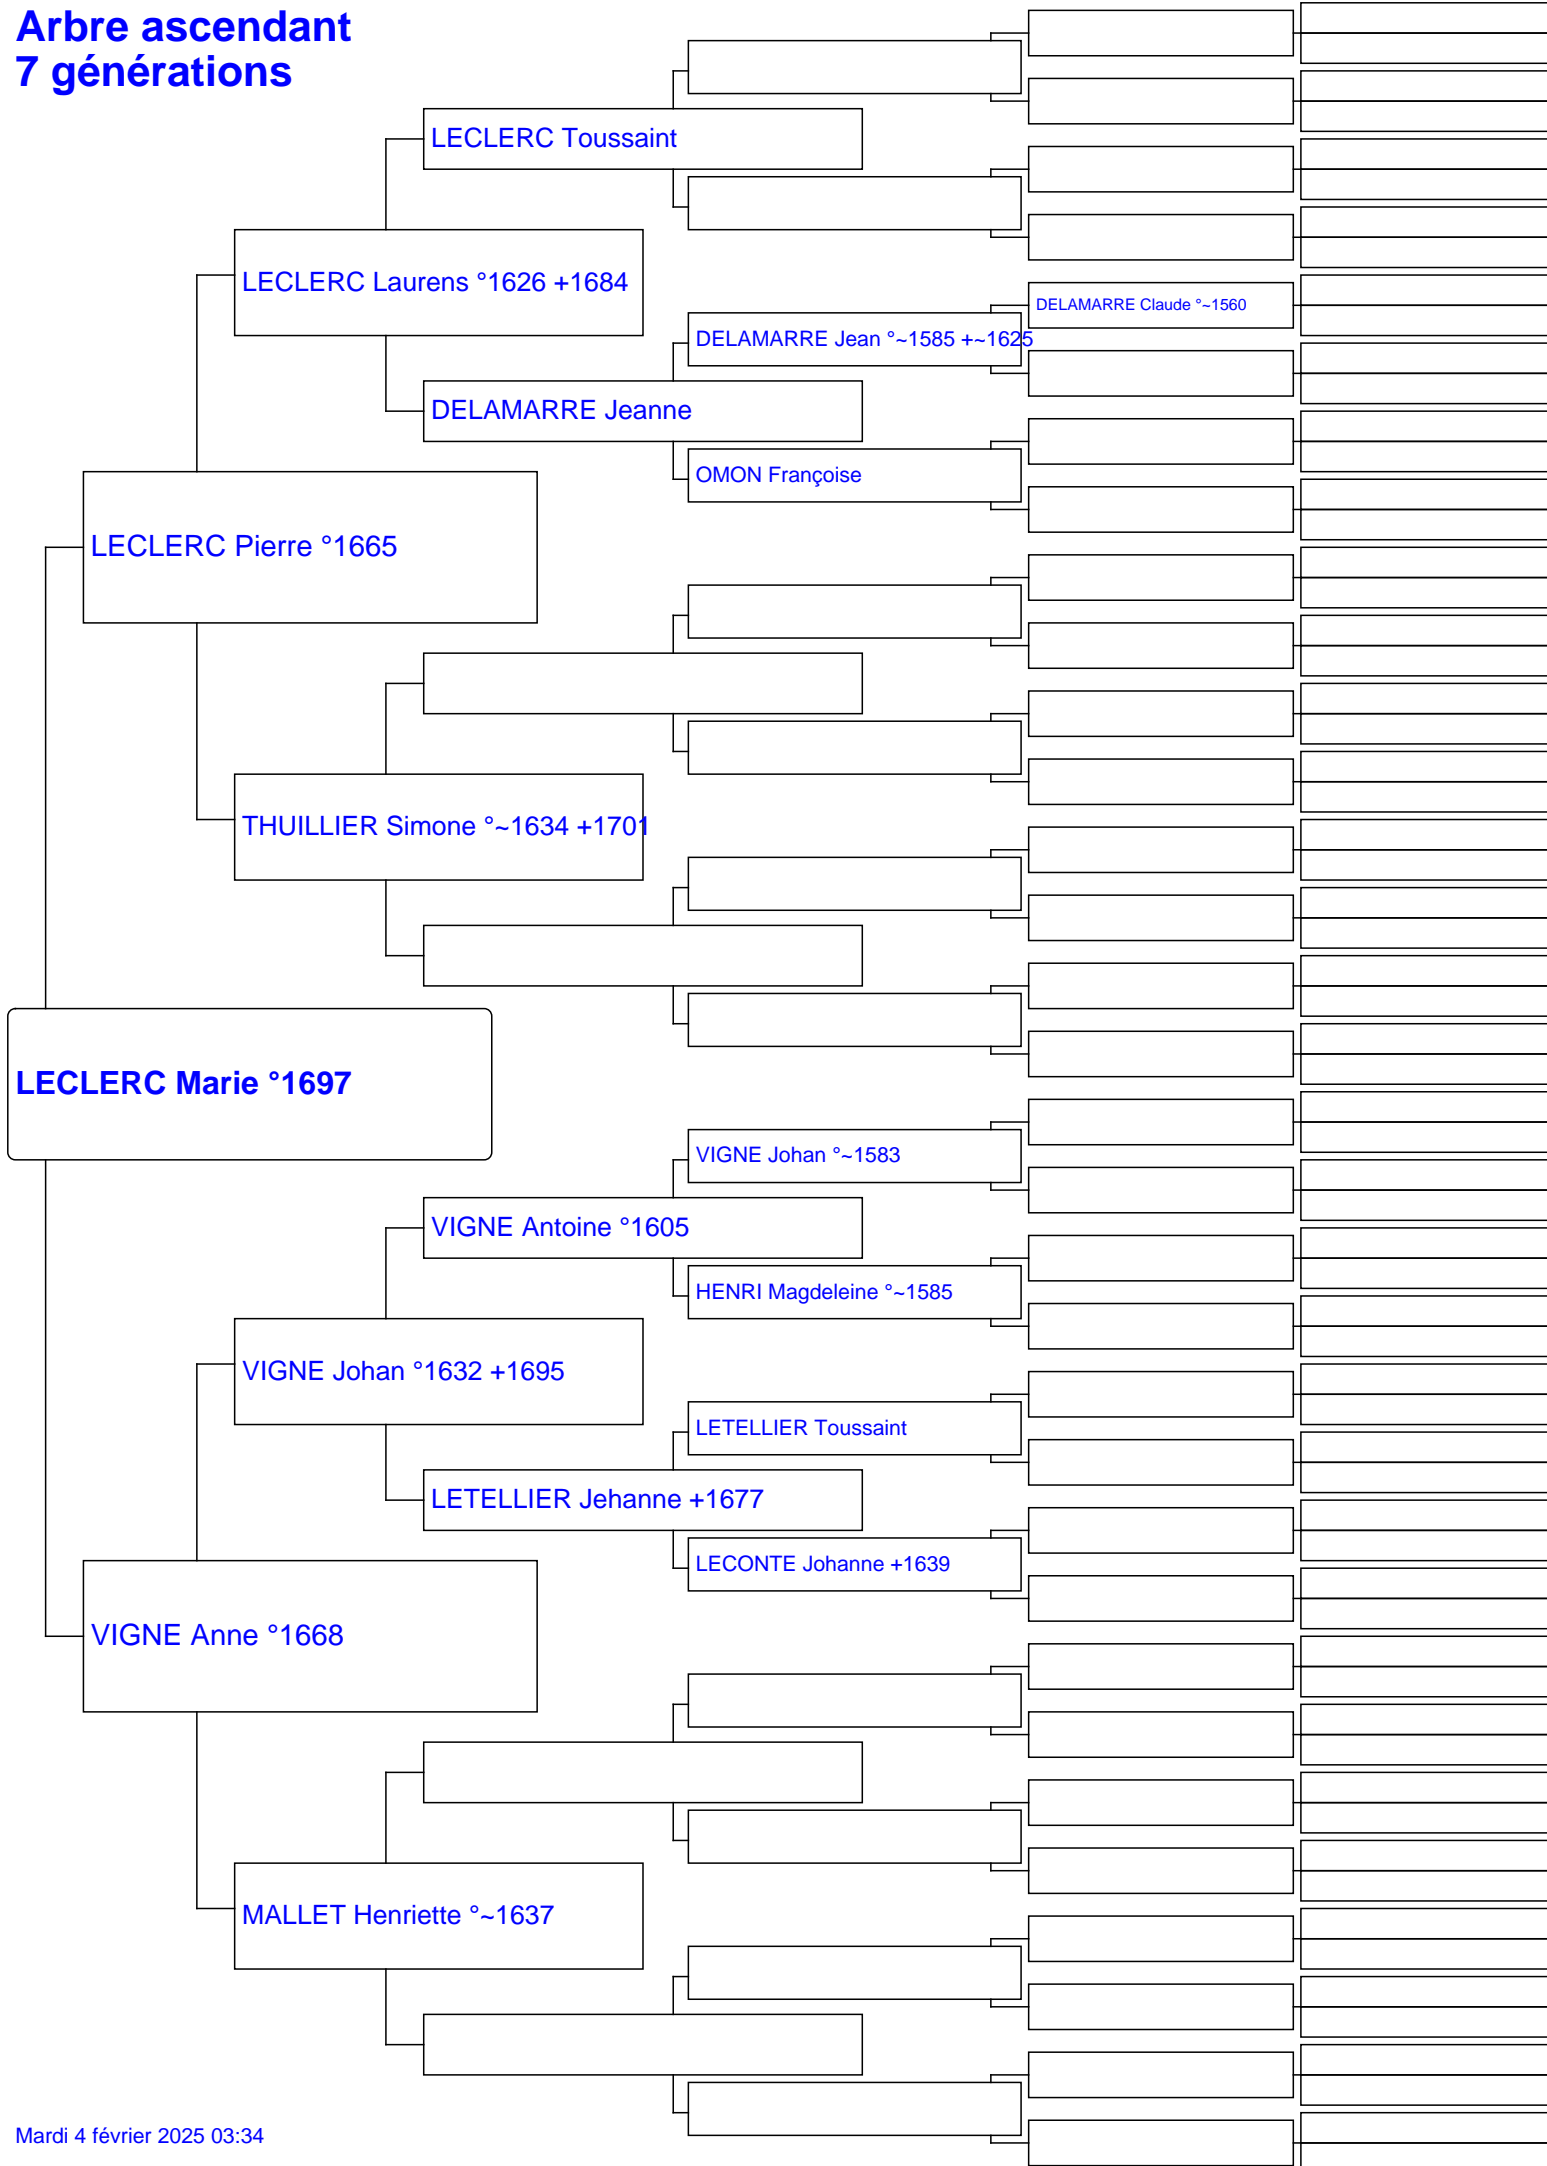 Arbre ascendant
7 générations
LECLERC Toussaint
LECLERC Laurens °1626 +1684
DELAMARRE Claude °~1560
DELAMARRE Jean °~1585 +~1625
DELAMARRE Jeanne
OMON Françoise
LECLERC Pierre °1665
THUILLIER Simone °~1634 +1701
LECLERC Marie °1697
VIGNE Johan °~1583
VIGNE Antoine °1605
HENRI Magdeleine °~1585
VIGNE Johan °1632 +1695
LETELLIER Toussaint
LETELLIER Jehanne +1677
LECONTE Johanne +1639
VIGNE Anne °1668
MALLET Henriette °~1637
Mardi 4 février 2025 03:34